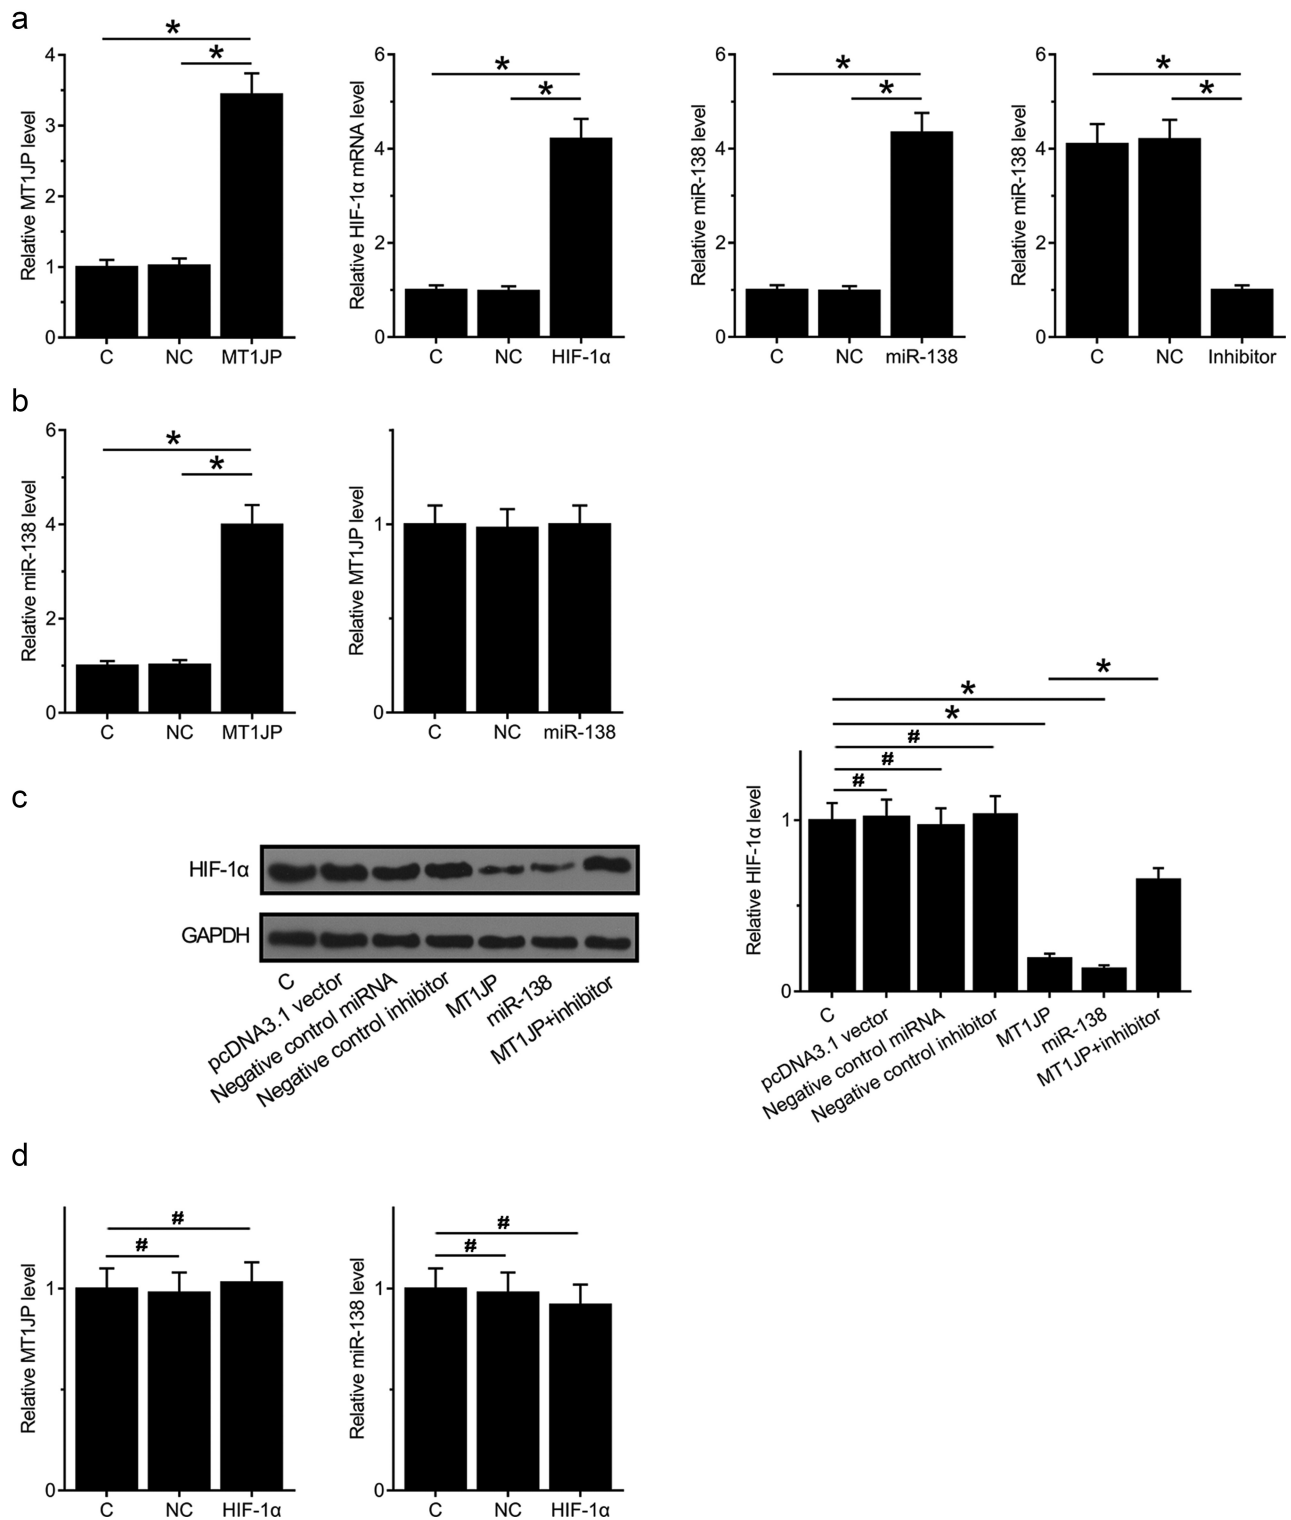 a
*
*
4
3
2
1
0
Relative MT1JP level
C NC MT1JP
*
*
6
4
2
0
Relative HIF-1α mRNA level
C NC HIF-1α
*
*
6
4
2
0
Relative miR-138 level
C NC miR-138
*
*
6
4
2
0
Relative miR-138 level
C NC Inhibitor
b
*
*
6
4
2
0
Relative miR-138 level
C NC MT1JP
1
0
Relative MT1JP level
C NC miR-138
c
HIF-1α
GAPDH
C
pcDNA3.1 vector
Negative control miRNA
Negative control inhibitor
MT1JP
miR-138
MT1JP+inhibitor
*
*
*
#
#
#
1
0
Relative HIF-1α level
C
pcDNA3.1 vector
Negative control miRNA
Negative control inhibitor
MT1JP
miR-138
MT1JP+inhibitor
d
#
#
1
0
Relative MT1JP level
C NC HIF-1α
#
#
1
0
Relative miR-138 level
C NC HIF-1α